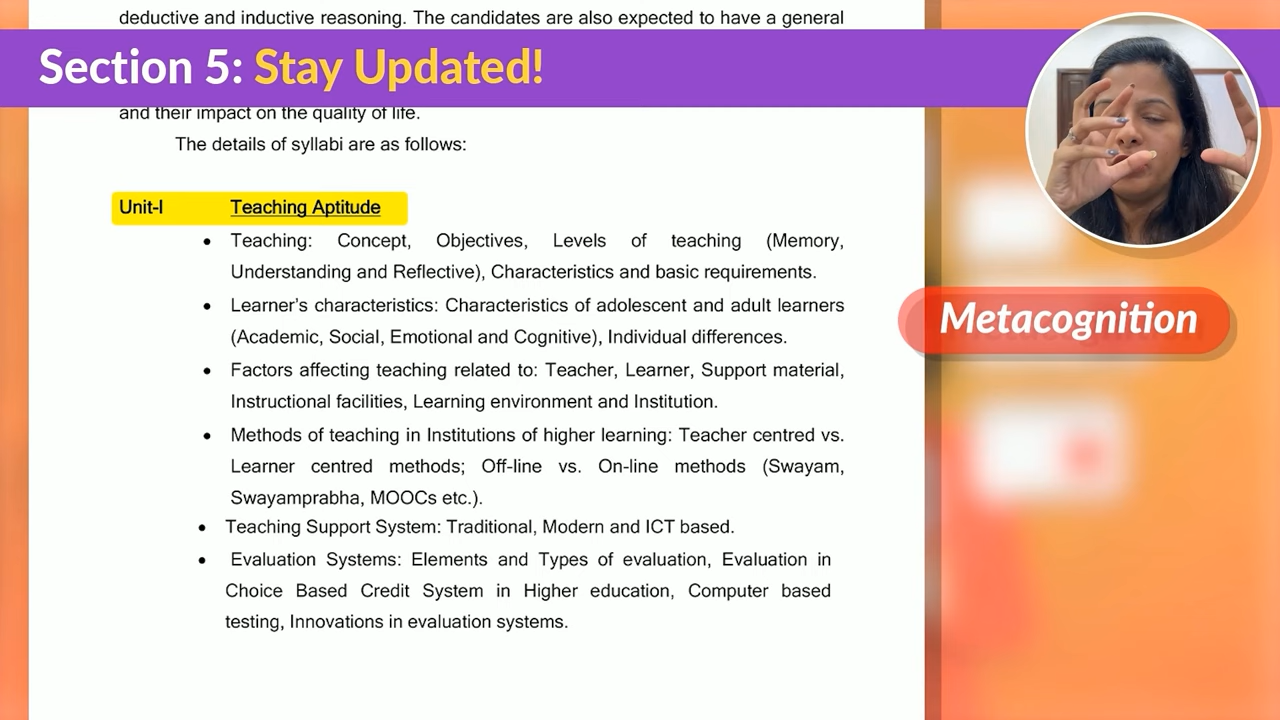 deductive and inductive reasoning. The candidates are also expected to have a general
Section 5: Stay Updated!
and their impact on the quality of life.
The details of syllabi are as follows:
Unit-I Teaching Aptitude
• Teaching: Concept, Objectives, Levels of teaching (Memory,
Understanding and Reflective), Characteristics and basic requirements.
• Learner's characteristics: Characteristics of adolescent and adult learners
(Academic, Social, Emotional and Cognitive), Individual differences.
• Factors affecting teaching related to: Teacher, Learner, Support material,
Instructional facilities, Learning environment and Institution.
• Methods of teaching in Institutions of higher learning: Teacher centred vs.
Learner centred methods; Off-line vs. On-line methods (Swayam,
Swayamprabha, MOOCs etc.).
• Teaching Support System: Traditional, Modern and ICT based.
• Evaluation Systems: Elements and Types of evaluation, Evaluation in
Choice Based Credit System in Higher education, Computer based
testing, Innovations in evaluation systems.
Metacognition